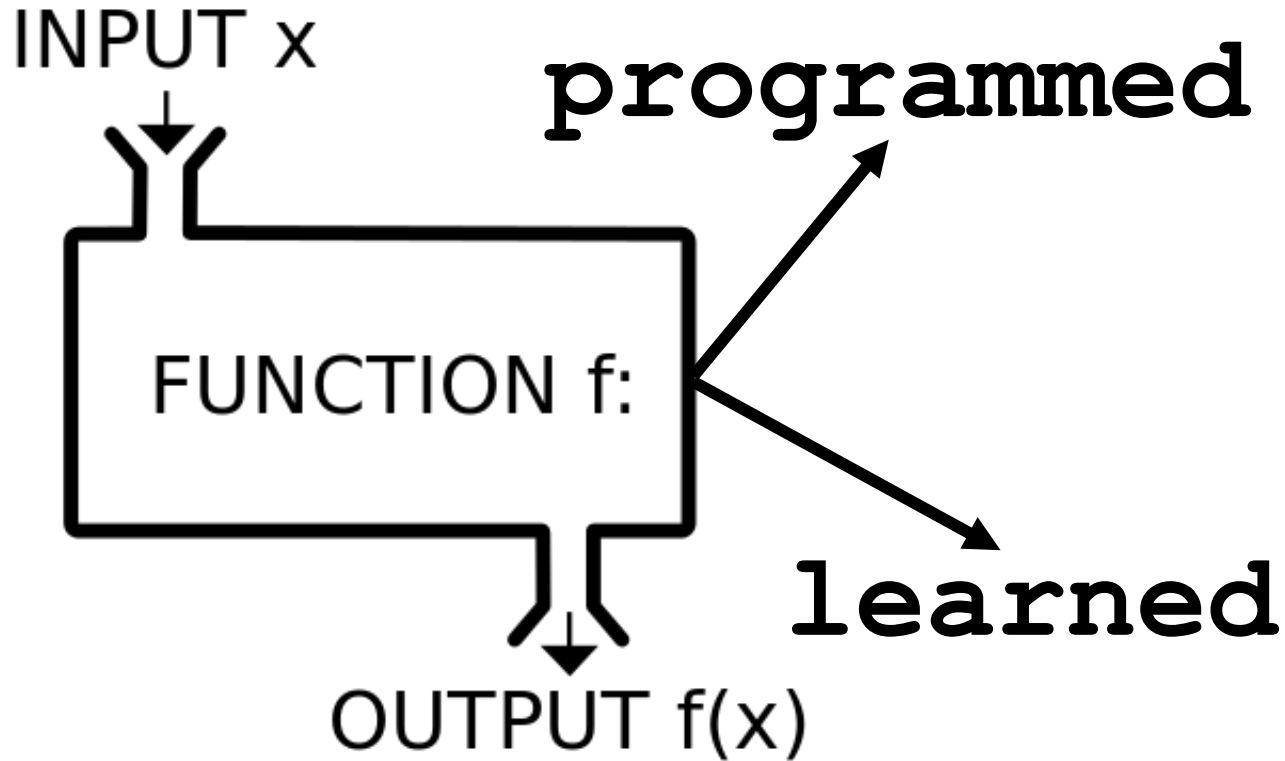 INPUT x
programmed
FUNCTION f:
learned
OUTPUT f(x)